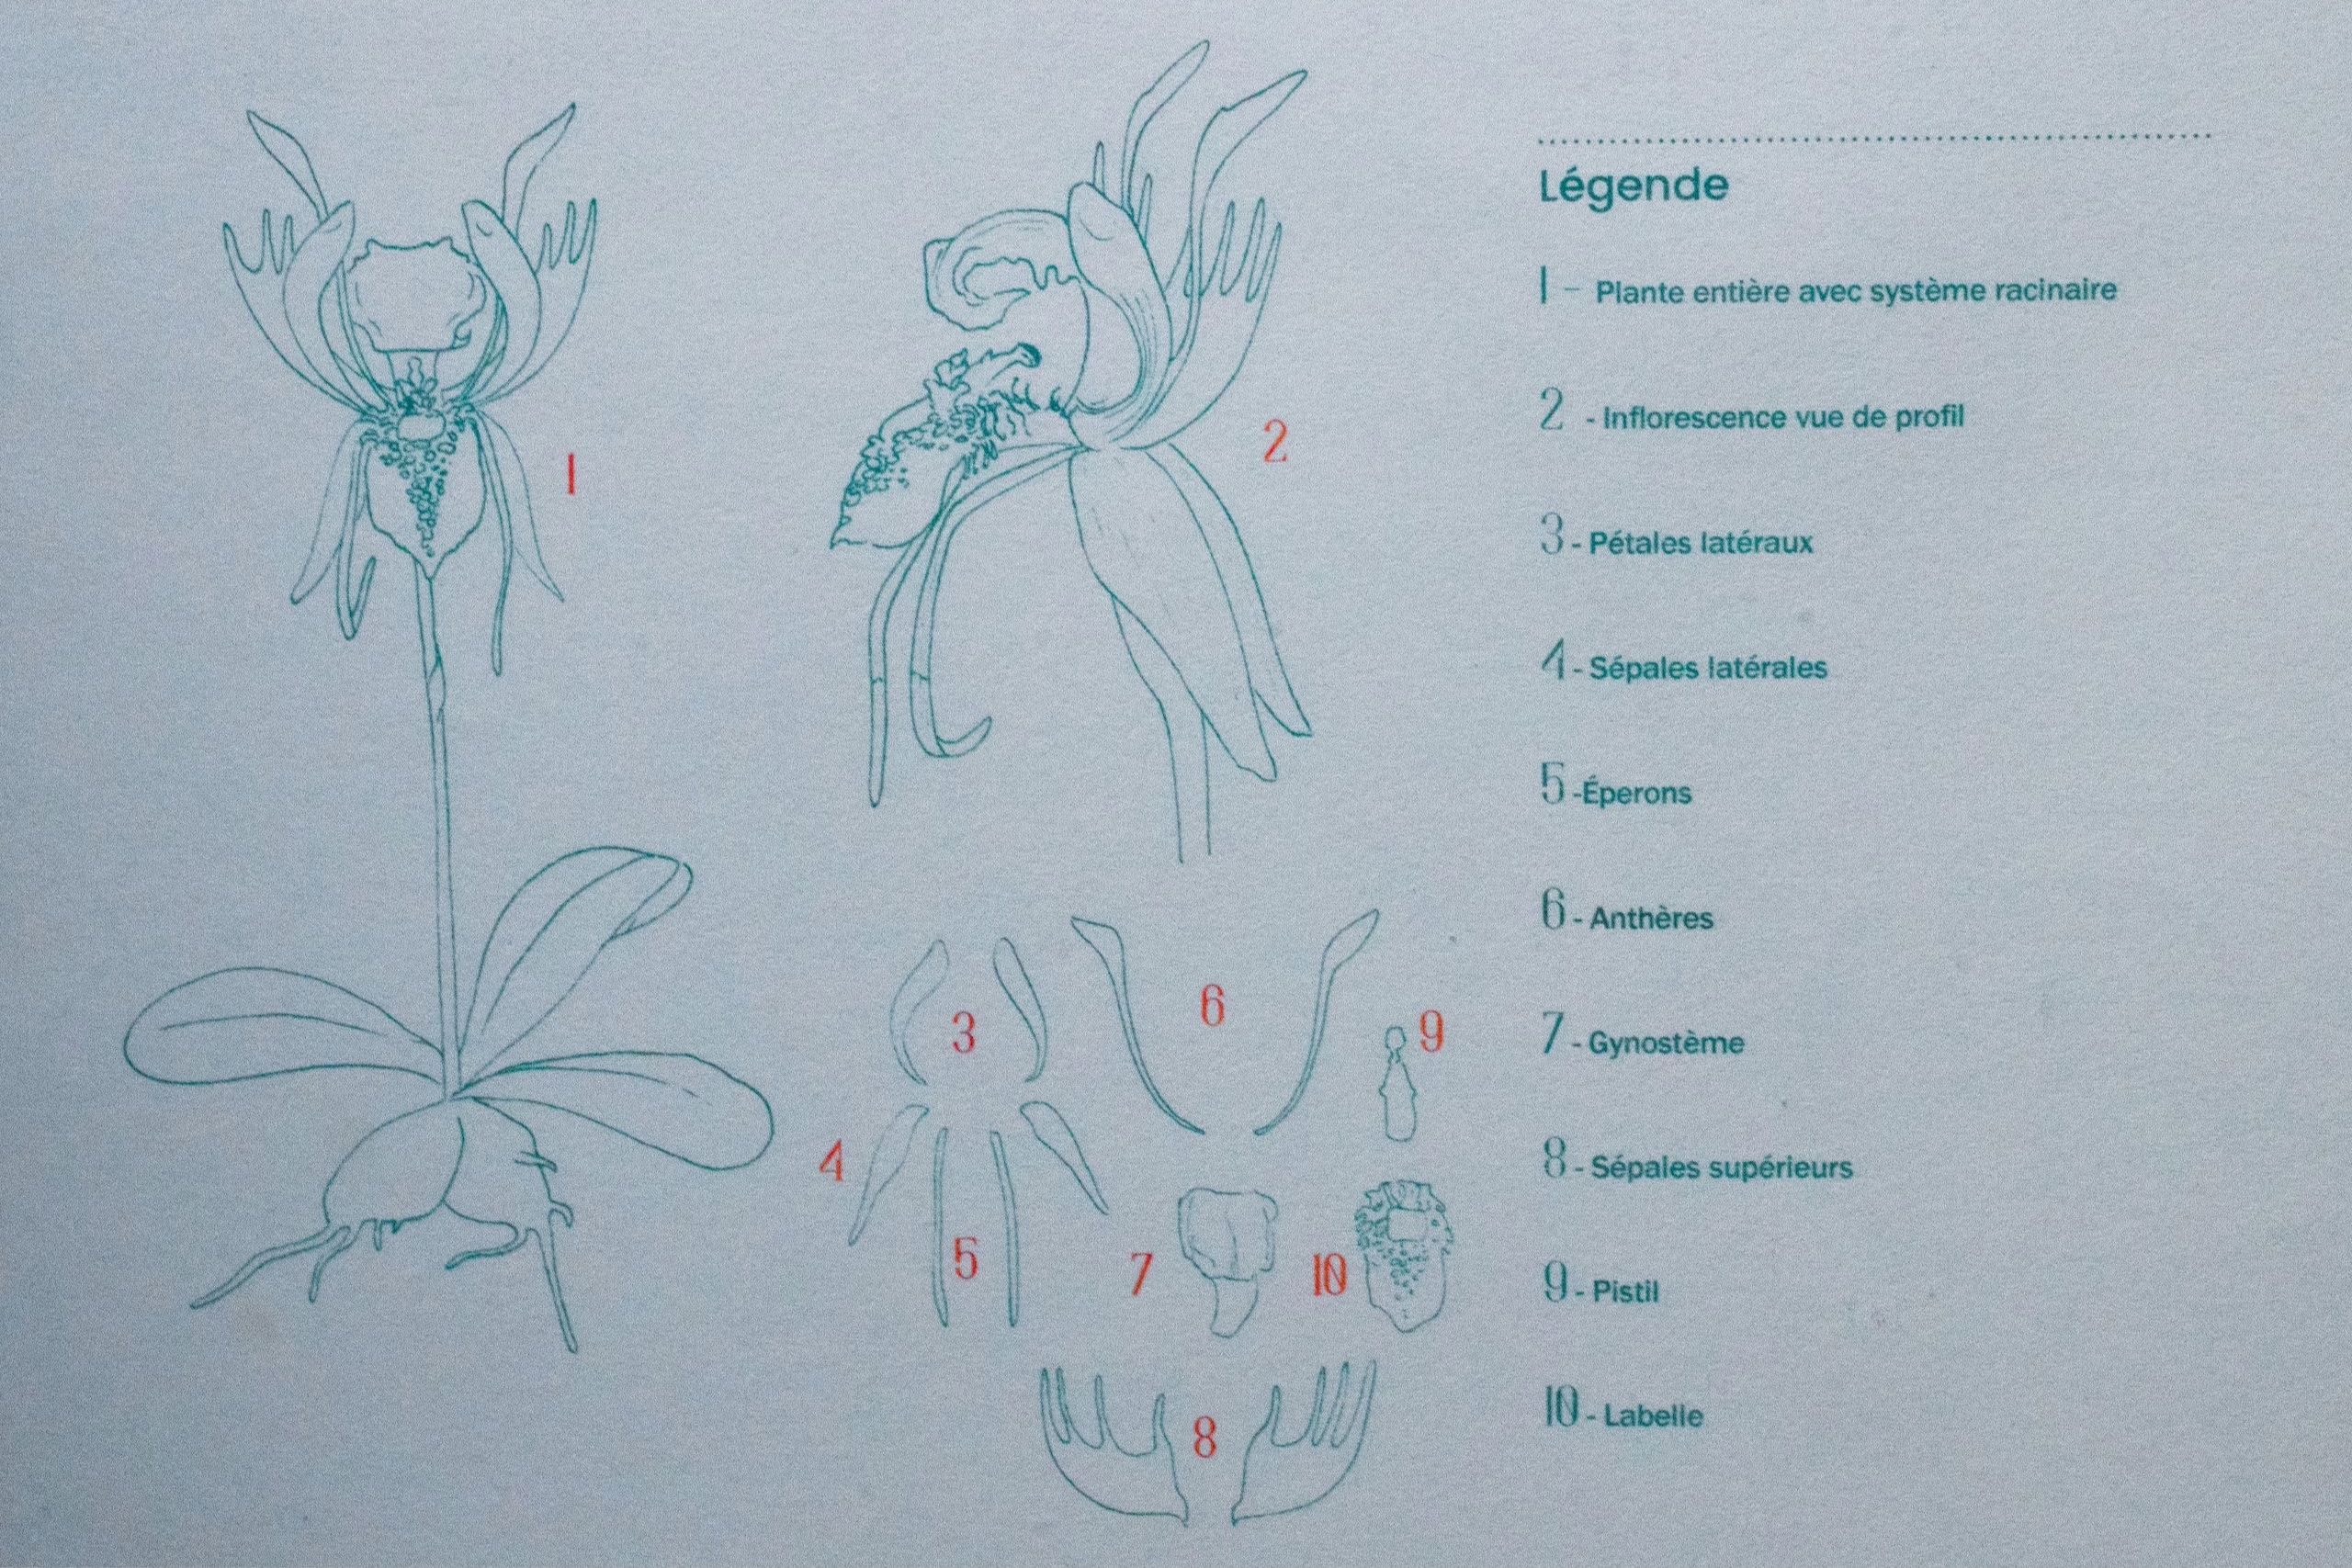 Légende
1 - Plante entière avec système racinaire
2 - Inflorescence vue de profil
3 - Pétales latéraux
4 - Sépales latérales
5 -Éperons
6 - Anthères
7 - Gynostème
8 - Sépales supérieurs
9 - Pistil
10 - Labelle
1
2
3
6
9
4
5
7
10
8